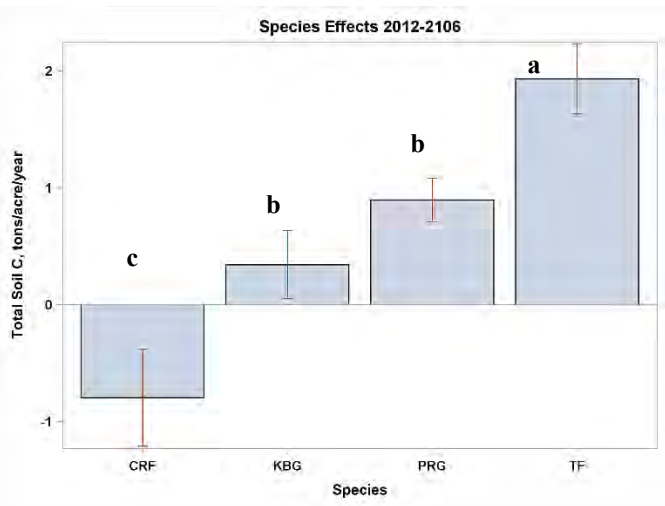 Species Effects 2012-2106
Total Soil C, tons/acre/year
2
1
0
-1
a
b
b
c
CRF KBG PRG TF
Species